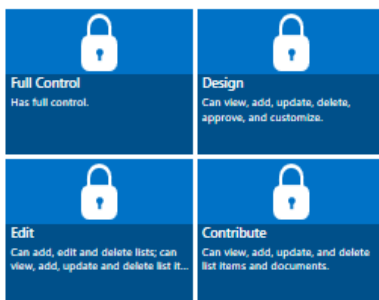 Full Control
Has full control.
Design
Can view, add, update, delete,
approve, and customize.
Edit
Can add, edit and delete lists; can
view, add, update and delete list it...
Contribute
Can view, add, update, and delete
list items and documents.